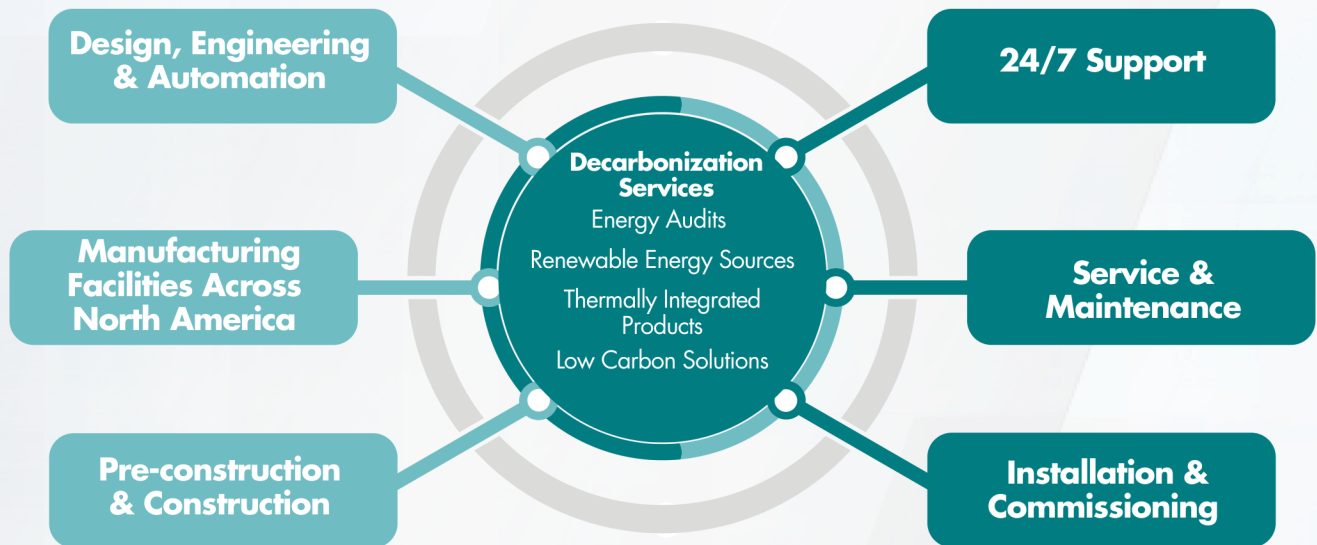 Design, Engineering
& Automation
Manufacturing
Facilities Across
North America
Pre-construction
& Construction
Decarbonization
Services
Energy Audits
Renewable Energy Sources
Thermally Integrated
Products
Low Carbon Solutions
24/7 Support
Service &
Maintenance
Installation &
Commissioning